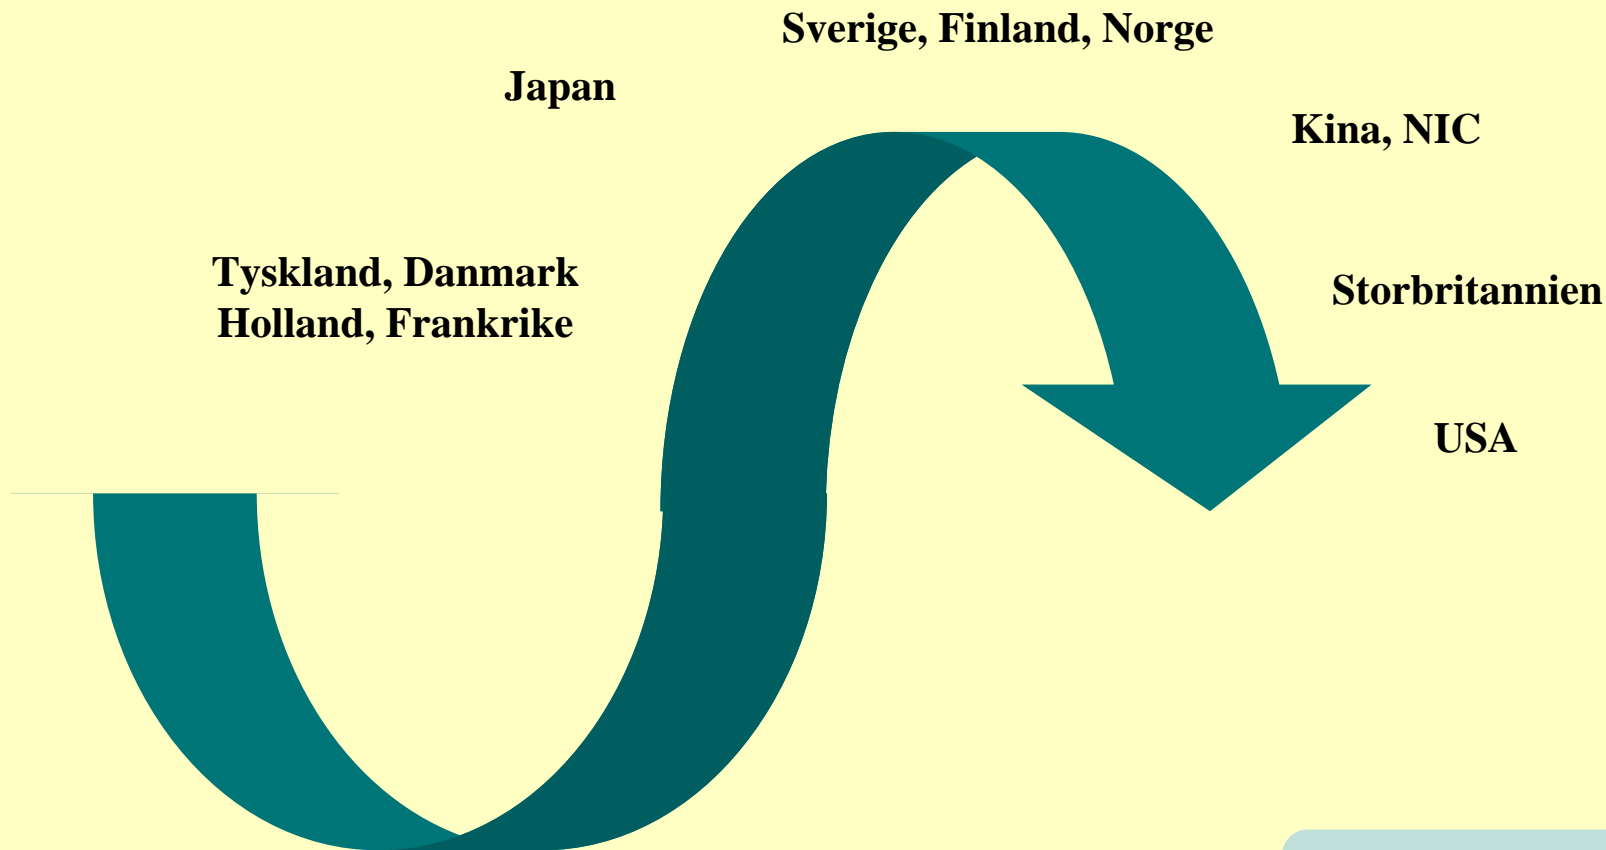 Sverige, Finland, Norge
Japan
Kina, NIC
Tyskland, Danmark
Holland, Frankrike
Storbritannien
USA